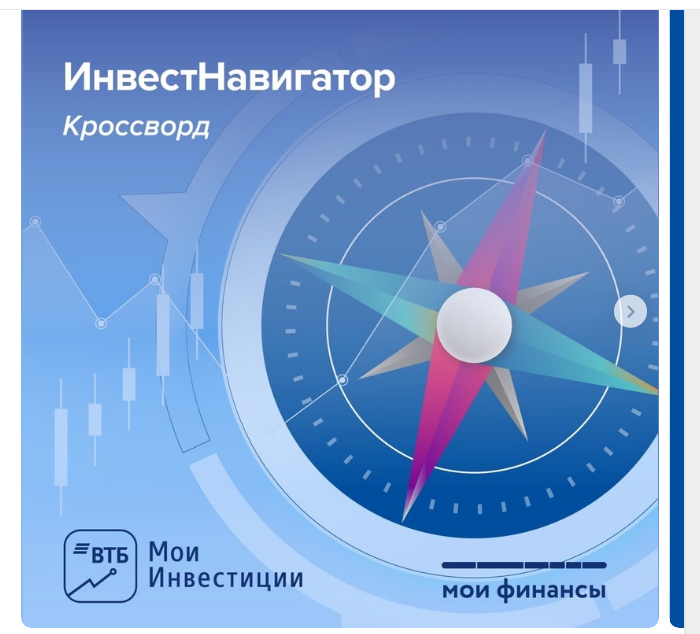 ИнвестНавигатор
Кроссворд
ВТБ
Мои
Инвестиции
мои финансы